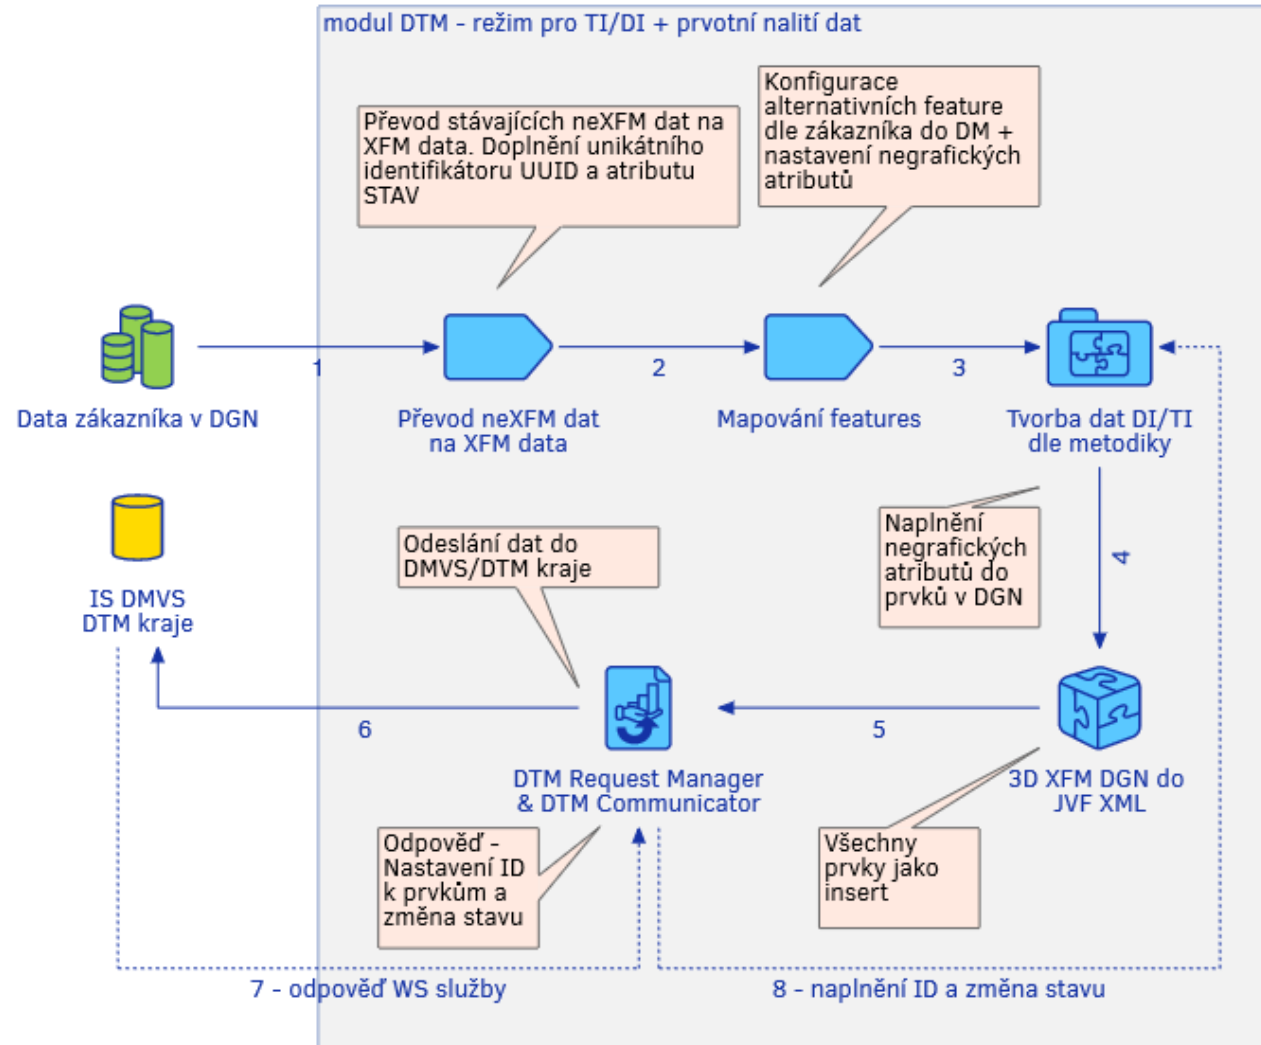 modul DTM - režim pro TI/DI + prvotní nalití dat
Převod stávajících neXFM dat na
XFM data. Doplnění unikátního
identifikátoru UUID a atributu
STAV
Konfigurace
alternativních feature
dle zákazníka do DM +
nastavení negrafických
atributů
1
2
3
Data zákazníka v DGN
Převod neXFM dat
na XFM data
Mapování features
Tvorba dat DI/TI
dle metodiky
Naplnění
negrafických
atributů do
prvků v DGN
4
Odeslání dat do
DMVS/DTM kraje
IS DMVS
DTM kraje
6
5
DTM Request Manager
& DTM Communicator
3D XFM DGN do
JVF XML
Odpověď -
Nastavení ID
k prvkům a
změna stavu
Všechny
prvky jako
insert
7 - odpověď WS služby
8 - naplnění ID a změna stavu